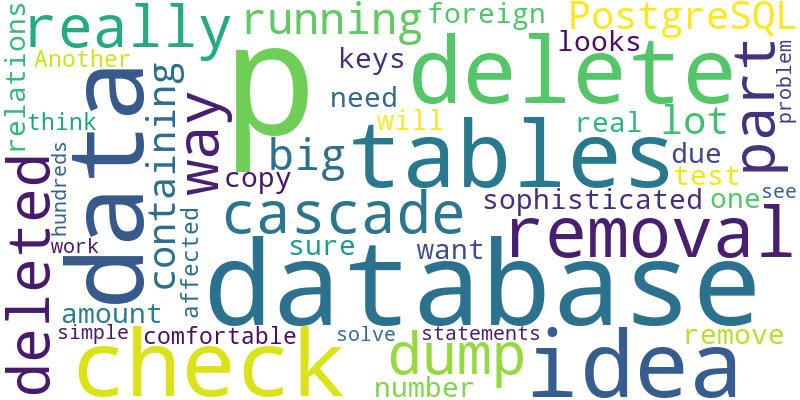 relations
really
running
foreign
PostgreSQL
Another
p
delete
looks
part
problem
data
containing
way
keys
think
need
will
real
lot
hundreds
big
tables
due
test
copy
sophisticated
one
see
deleted
cascade
removal
work
affected
sure
want
database
amount
simple
comfortable
solve
statements
remove
check
dump
idea
number